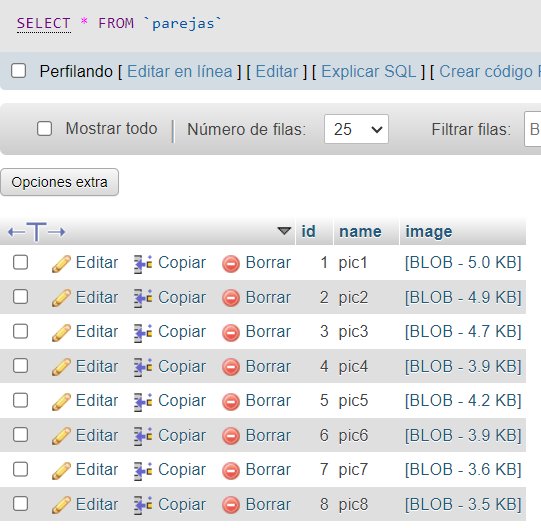 SELECT * FROM `parejas`
Perfilando [ Editar en línea ] [ Editar ] [ Explicar SQL ] [ Crear código
Mostrar todo Número de filas: 25 Filtrar filas: B
Opciones extra
←T→ id name image
Editar Copiar Borrar 1 pic1 [BLOB - 5.0 KB]
Editar Copiar Borrar 2 pic2 [BLOB - 4.9 KB]
Editar Copiar Borrar 3 pic3 [BLOB - 4.7 KB]
Editar Copiar Borrar 4 pic4 [BLOB - 3.9 KB]
Editar Copiar Borrar 5 pic5 [BLOB - 4.2 KB]
Editar Copiar Borrar 6 pic6 [BLOB - 3.9 KB]
Editar Copiar Borrar 7 pic7 [BLOB - 3.6 KB]
Editar Copiar Borrar 8 pic8 [BLOB - 3.5 KB]